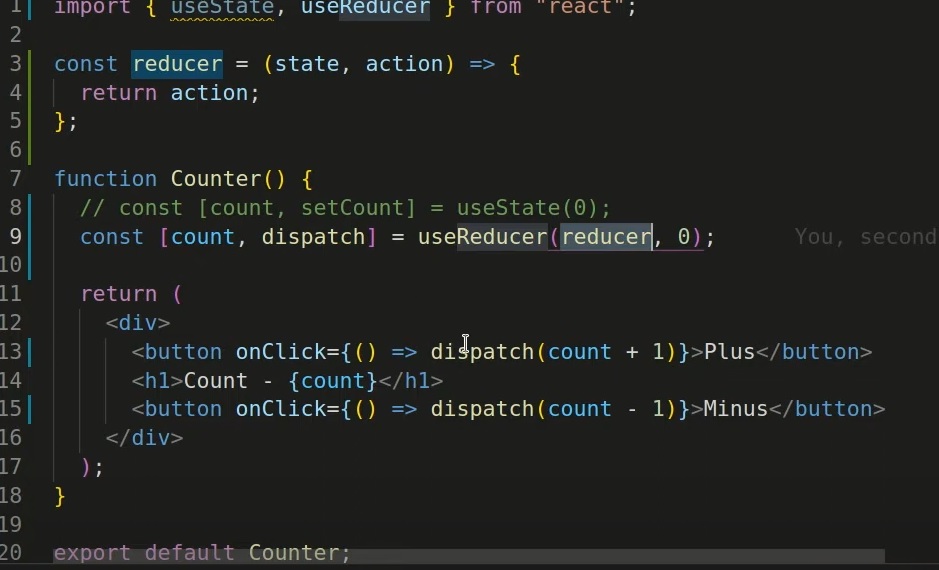 1 import { useState, useReducer } from "react";
2
3 const reducer = (state, action) => {
4 return action;
5 };
6
7 function Counter() {
8 // const [count, setCount] = useState(0);
9 const [count, dispatch] = useReducer(reducer, 0); You, second
10
11 return (
12 <div>
13 <button onClick={() => dispatch(count + 1)}>Plus</button>
14 <h1>Count - {count}</h1>
15 <button onClick={() => dispatch(count - 1)}>Minus</button>
16 </div>
17 );
18 }
19
20 export default Counter;